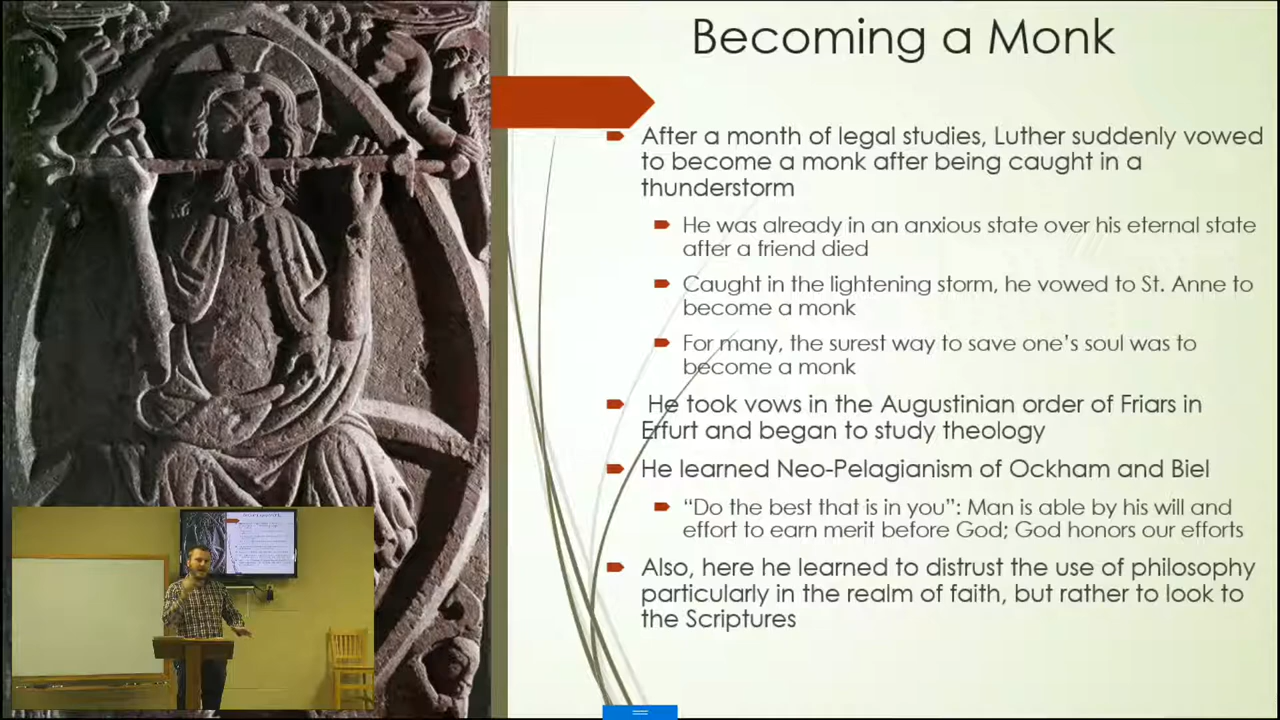 Becoming a Monk
After a month of legal studies, Luther suddenly vowed
to become a monk after being caught in a
thunderstorm
He was already in an anxious state over his eternal state
after a friend died
Caught in the lightening storm, he vowed to St. Anne to
become a monk
For many, the surest way to save one's soul was to
become a monk
He took vows in the Augustinian order of Friars in
Erfurt and began to study theology
He learned Neo-Pelagianism of Ockham and Biel
“Do the best that is in you”: Man is able by his will and
effort to earn merit before God; God honors our efforts
Also, here he learned to distrust the use of philosophy
particularly in the realm of faith, but rather to look to
the Scriptures